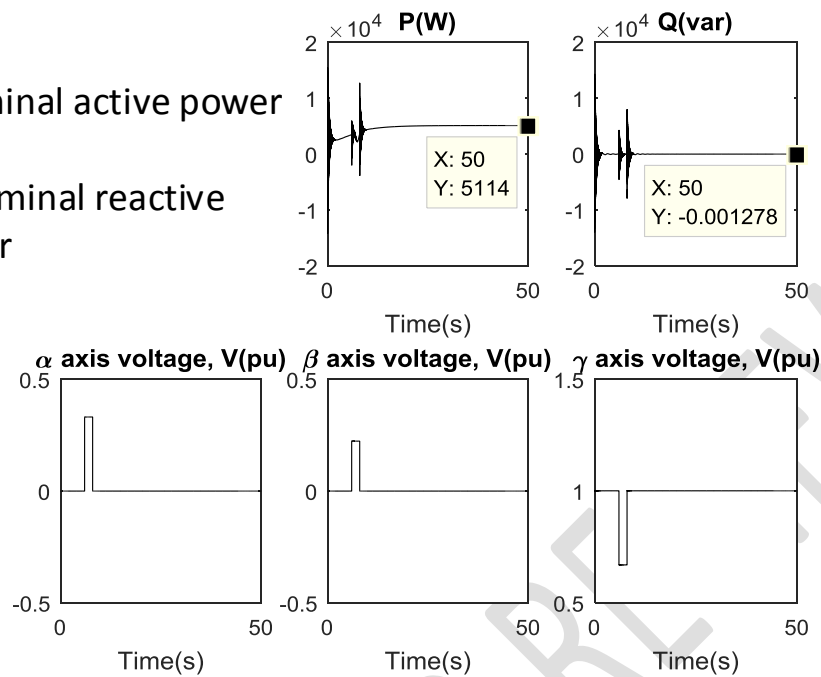 × 10⁴ P(W)
× 10⁴ Q(var)
minal active power
minal reactive
r
2
1
0
-1
-2
0
50
Time(s)
X: 50
Y: 5114
2
1
0
-1
-2
0
50
Time(s)
X: 50
Y: -0.001278
α axis voltage, V(pu)
0.5
0
-0.5
0
50
Time(s)
β axis voltage, V(pu)
0.5
0
-0.5
0
50
Time(s)
γ axis voltage, V(pu)
1.5
1
0.5
0
50
Time(s)